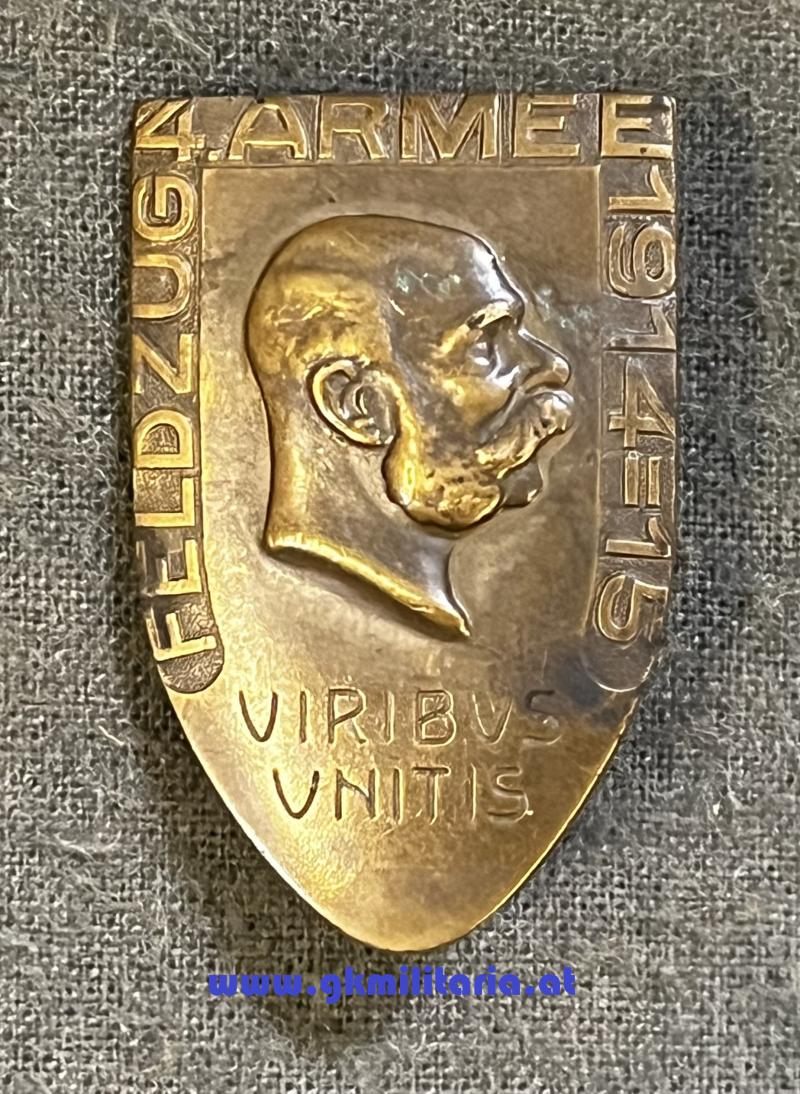 FELDZUG
4. ARMEE
1914=15
VIRIBVS
VNITIS
www.gkmilitaria.at